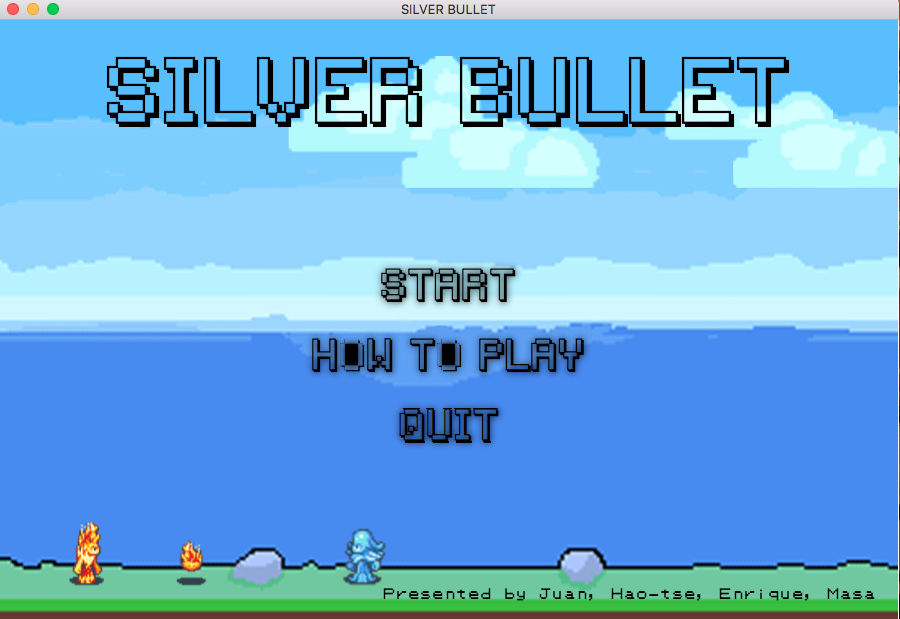 SILVER BULLET
SILVER BULLET
START
HOW TO PLAY
QUIT
Presented by Juan, Hao-tse, Enrique, Masa